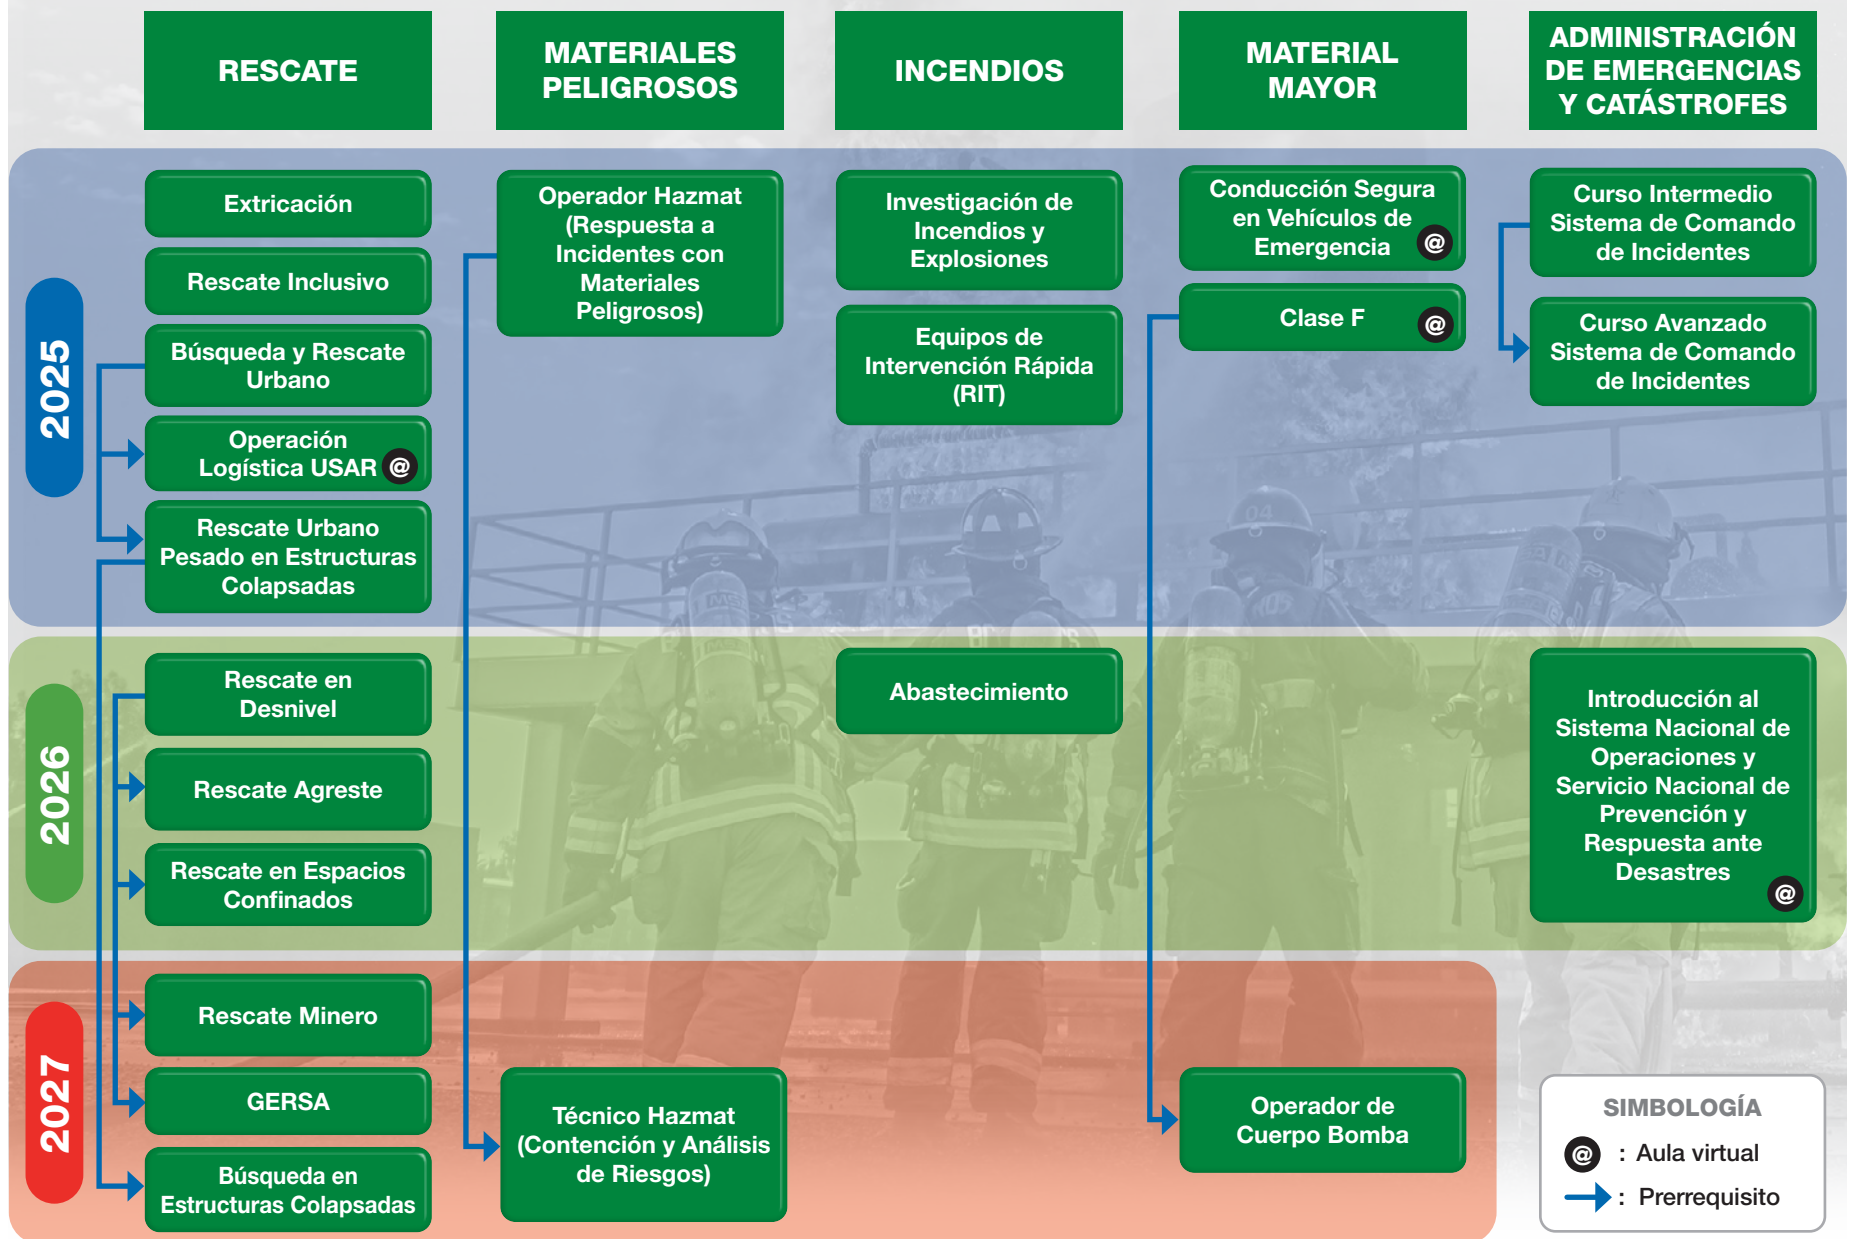 RESCATE
MATERIALES
PELIGROSOS
INCENDIOS
MATERIAL
MAYOR
ADMINISTRACIÓN
DE EMERGENCIAS
Y CATÁSTROFES
2025
Extricación
Rescate Inclusivo
Búsqueda y Rescate
Urbano
Operación
Logística USAR @
Rescate Urbano
Pesado en Estructuras
Colapsadas
Operador Hazmat
(Respuesta a
Incidentes con
Materiales
Peligrosos)
Investigación de
Incendios y
Explosiones
Equipos de
Intervención Rápida
(RIT)
Conducción Segura
en Vehículos de
Emergencia @
Clase F @
Curso Intermedio
Sistema de Comando
de Incidentes
Curso Avanzado
Sistema de Comando
de Incidentes
04
2026
Rescate en
Desnivel
Rescate Agreste
Rescate en Espacios
Confinados
Abastecimiento
Introducción al
Sistema Nacional de
Operaciones y
Servicio Nacional de
Prevención y
Respuesta ante
Desastres
@
2027
Rescate Minero
GERSA
Búsqueda en
Estructuras Colapsadas
Técnico Hazmat
(Contención y Análisis
de Riesgos)
Operador de
Cuerpo Bomba
SIMBOLOGÍA
@ : Aula virtual
: Prerrequisito